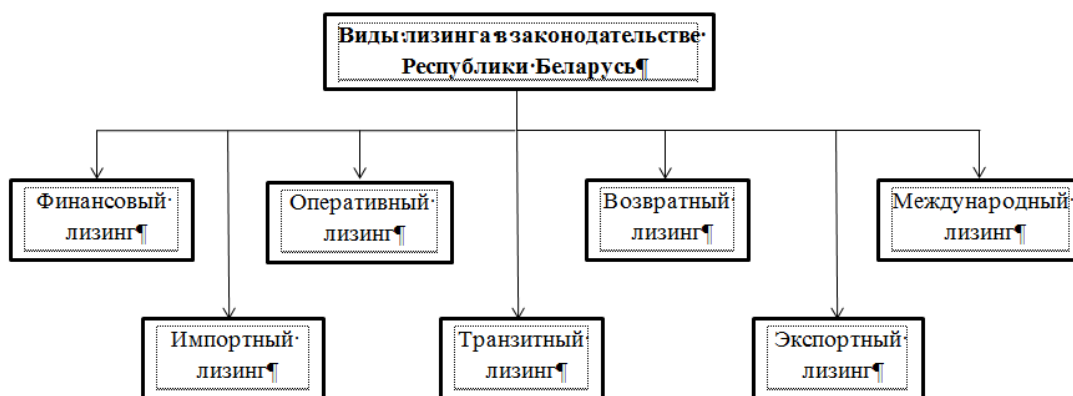 Виды·лизинга·в·законодательстве·
Республики·Беларусь¶
Финансовый·
лизинг¶
Оперативный·
лизинг¶
Возвратный·
лизинг¶
Международный·
лизинг¶
Импортный·
лизинг¶
Транзитный·
лизинг¶
Экспортный·
лизинг¶